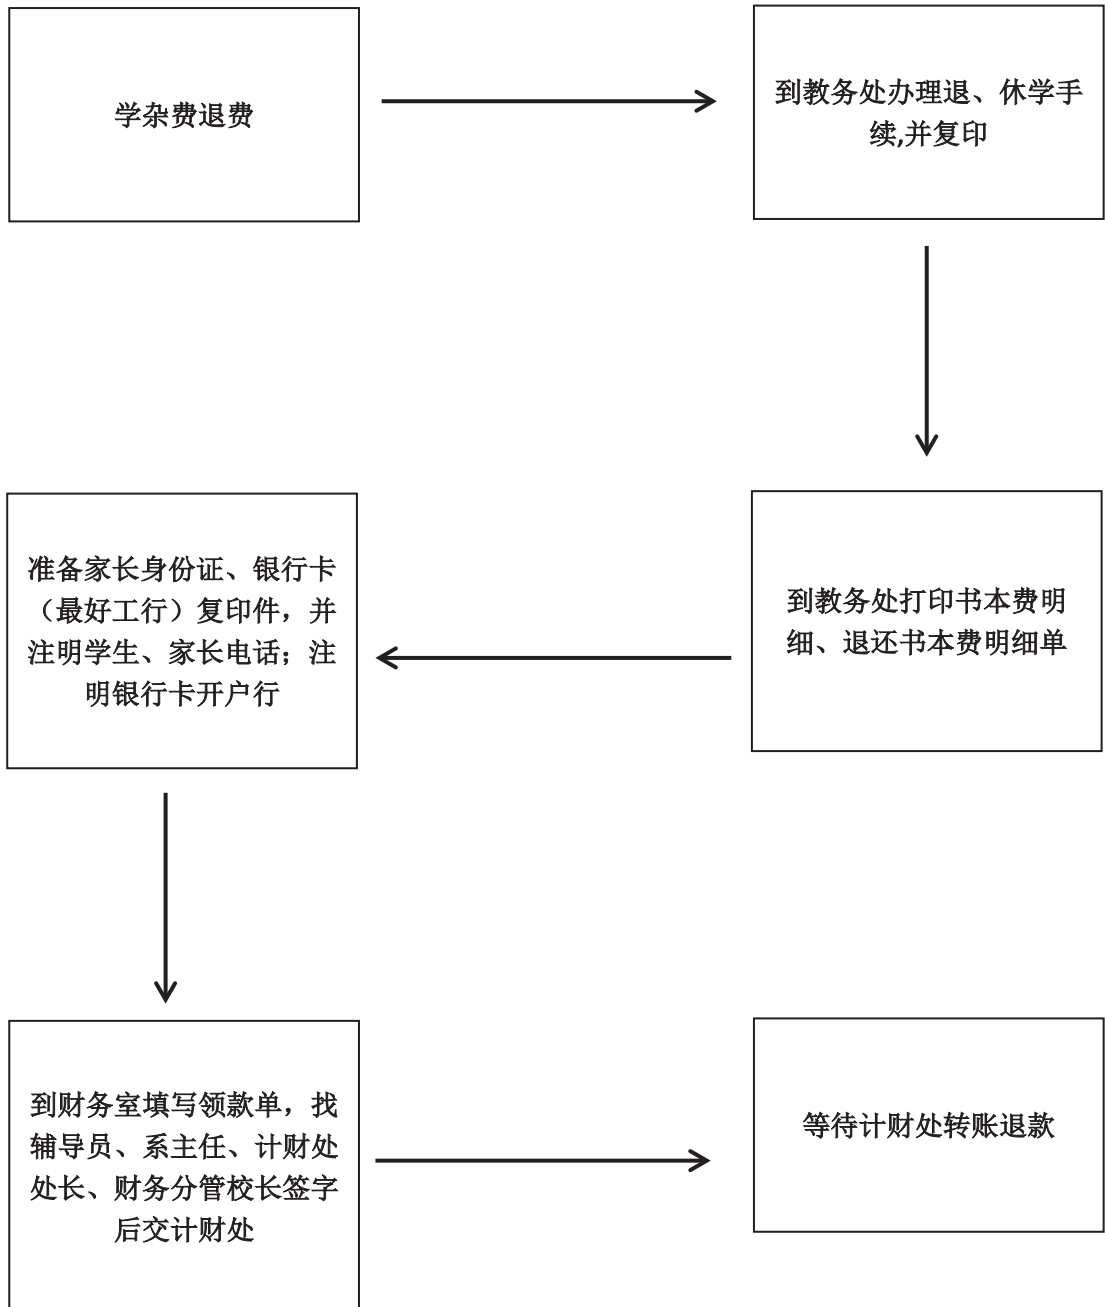 学杂费退费
到教务处办理退、休学手
续,并复印
到教务处打印书本费明
细、退还书本费明细单
准备家长身份证、银行卡
（最好工行）复印件，并
注明学生、家长电话；注
明银行卡开户行
到财务室填写领款单，找
辅导员、系主任、计财处
处长、财务分管校长签字
后交计财处
等待计财处转账退款